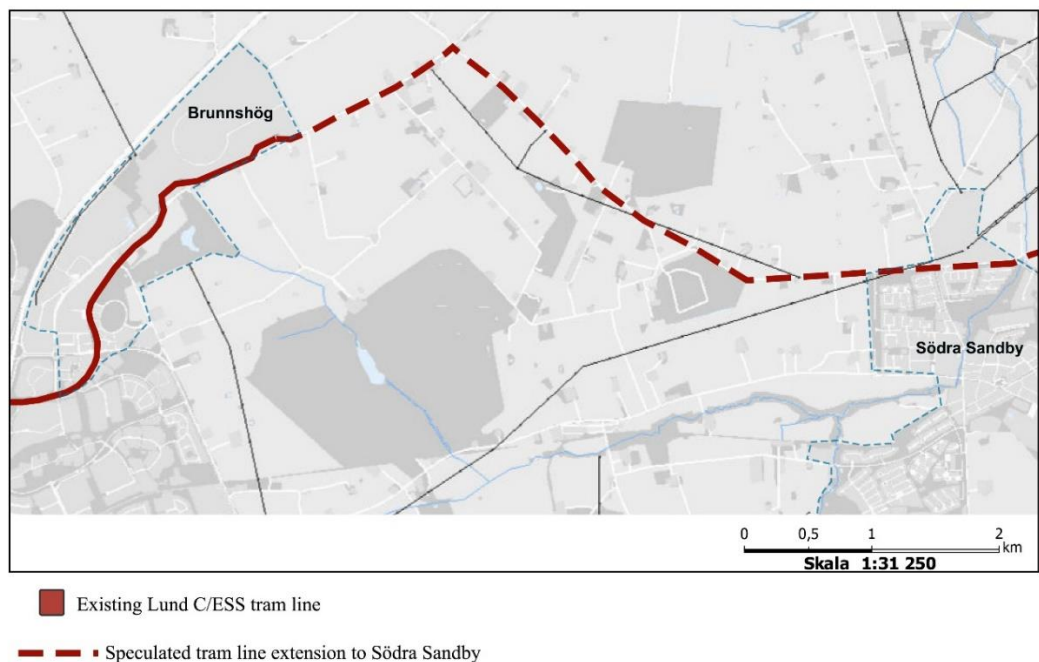 Brunnshög
Södra Sandby
0 0,5 1 2
km
Skala 1:31 250
Existing Lund C/ESS tram line
Speculated tram line extension to Södra Sandby